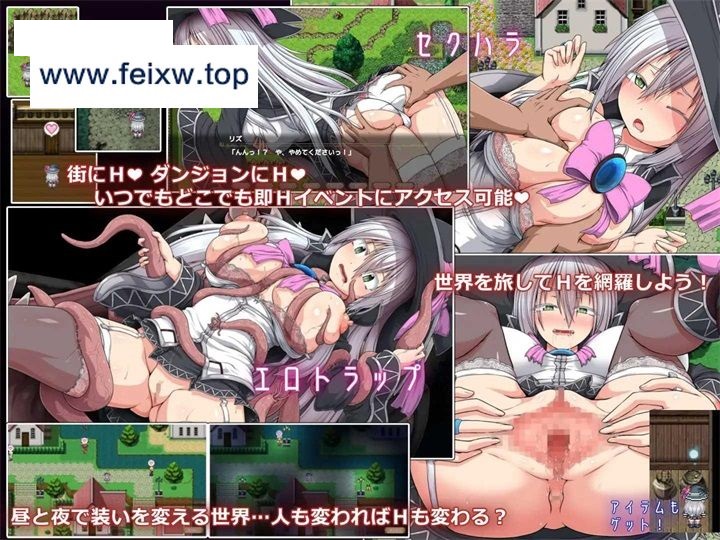 セクハラ
www.feixw.top
リズ
「んんっ!? や、やめてくださいっ!」
街にH❤ ダンジョンにH❤
いつでもどこでも即Hイベントにアクセス可能❤
世界を旅してHを網羅しよう!
エロトラップ
アイテムも
ゲット!
昼と夜で装いを変える世界…人も変わればHも変わる?